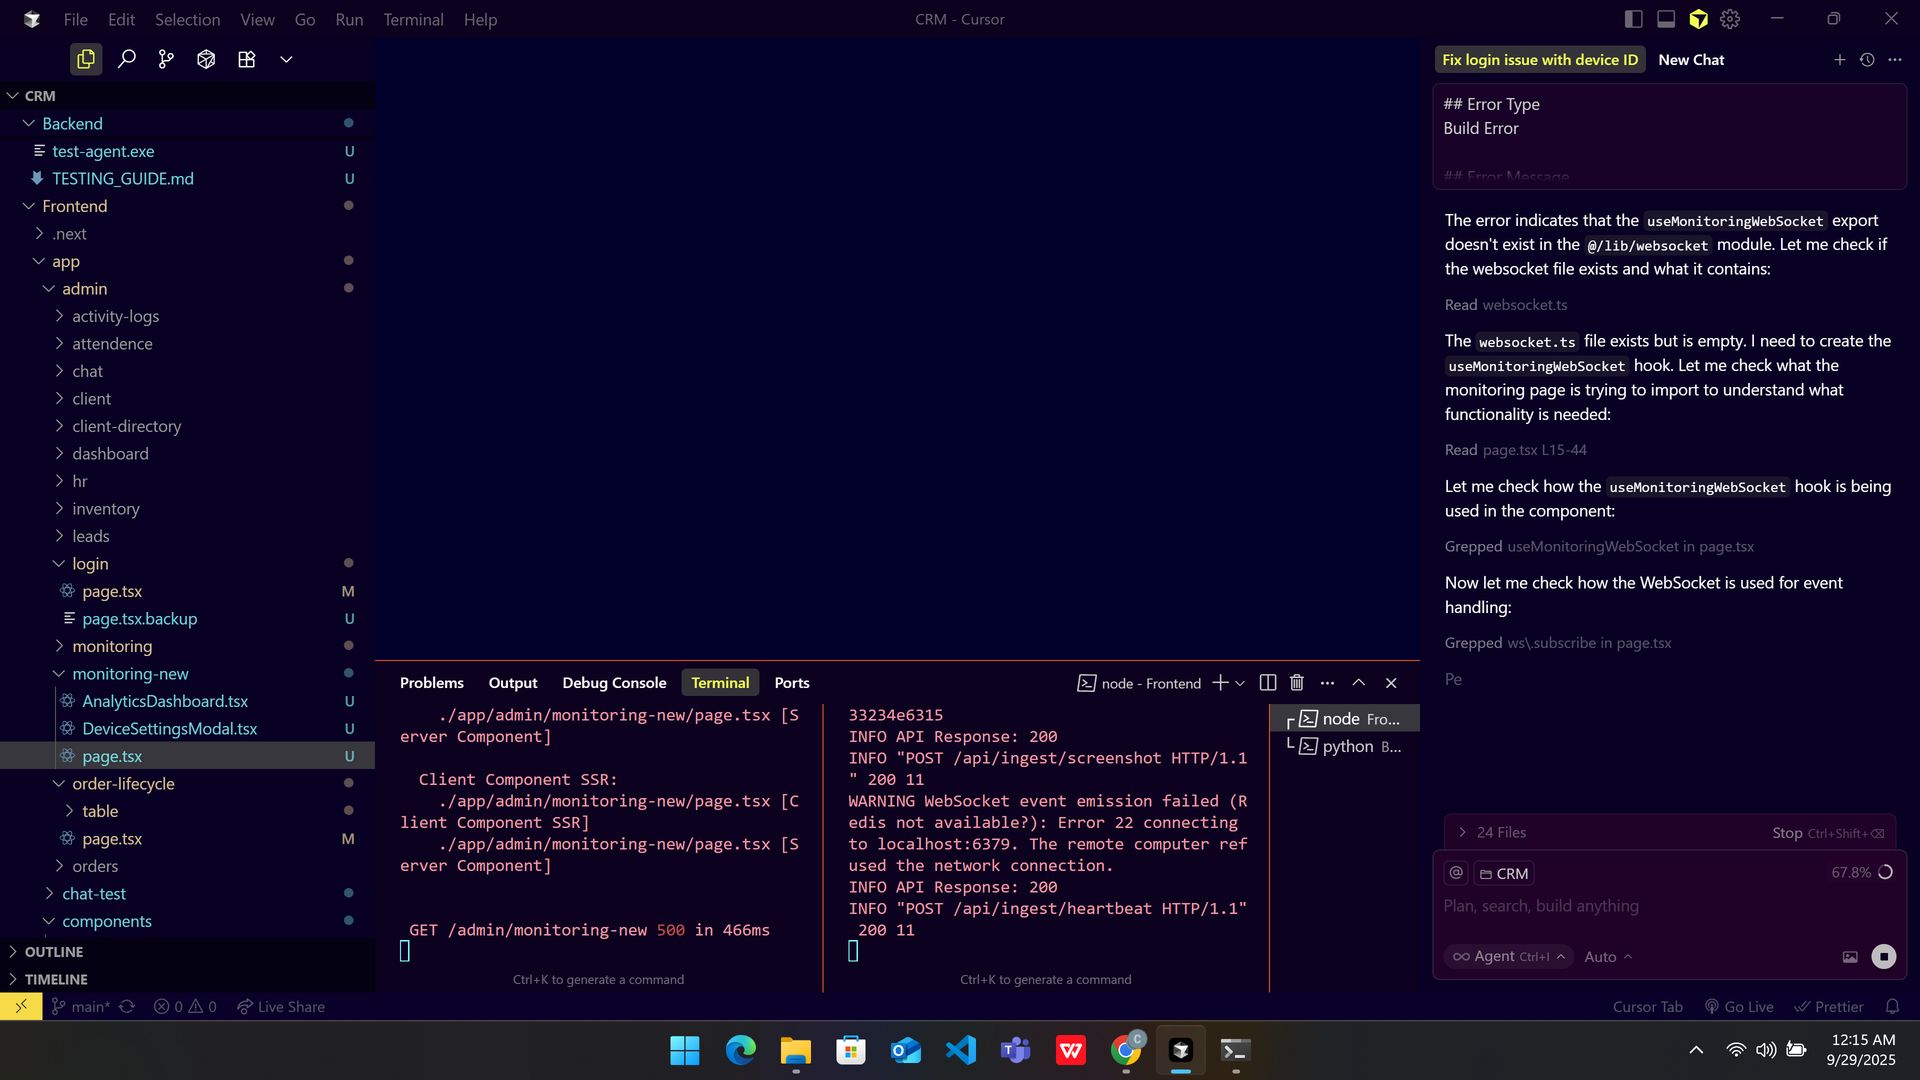 File Edit Selection View Go Run Terminal Help
CRM - Cursor
CRM
Backend
test-agent.exe U
TESTING_GUIDE.md U
Frontend
.next
app
admin
activity-logs
attendence
chat
client
client-directory
dashboard
hr
inventory
leads
login
page.tsx M
page.tsx.backup U
monitoring
monitoring-new
AnalyticsDashboard.tsx U
DeviceSettingsModal.tsx U
page.tsx U
order-lifecycle
table
page.tsx M
orders
chat-test
components
OUTLINE
TIMELINE
Problems Output Debug Console Terminal Ports
node - Frontend
./app/admin/monitoring-new/page.tsx [S
erver Component]
Client Component SSR:
./app/admin/monitoring-new/page.tsx [C
lient Component SSR]
./app/admin/monitoring-new/page.tsx [S
erver Component]
GET /admin/monitoring-new 500 in 466ms
Ctrl+K to generate a command
33234e6315
INFO API Response: 200
INFO "POST /api/ingest/screenshot HTTP/1.1
" 200 11
WARNING WebSocket event emission failed (R
edis not available?): Error 22 connecting
to localhost:6379. The remote computer ref
used the network connection.
INFO API Response: 200
INFO "POST /api/ingest/heartbeat HTTP/1.1"
200 11
Ctrl+K to generate a command
node Fro...
python B...
Fix login issue with device ID New Chat
## Error Type
Build Error
## Error Message
The error indicates that the useMonitoringWebSocket export
doesn't exist in the @/lib/websocket module. Let me check if
the websocket file exists and what it contains:
Read websocket.ts
The websocket.ts file exists but is empty. I need to create the
useMonitoringWebSocket hook. Let me check what the
monitoring page is trying to import to understand what
functionality is needed:
Read page.tsx L15-44
Let me check how the useMonitoringWebSocket hook is being
used in the component:
Grepped useMonitoringWebSocket in page.tsx
Now let me check how the WebSocket is used for event
handling:
Grepped ws\.subscribe in page.tsx
Pe
24 Files Stop Ctrl+Shift+⌫
@ CRM 67.8%
Plan, search, build anything
Agent Ctrl+I Auto
main* 0 0 Live Share
Cursor Tab Go Live Prettier
12:15 AM
9/29/2025